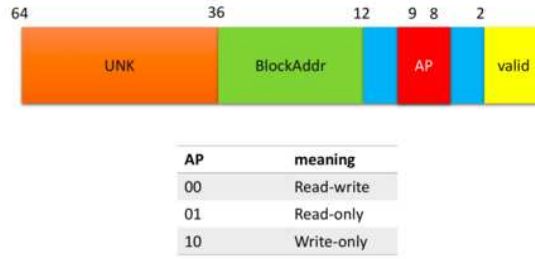 64 36 12 9 8 2
UNK BlockAddr AP valid
AP meaning
00 Read-write
01 Read-only
10 Write-only